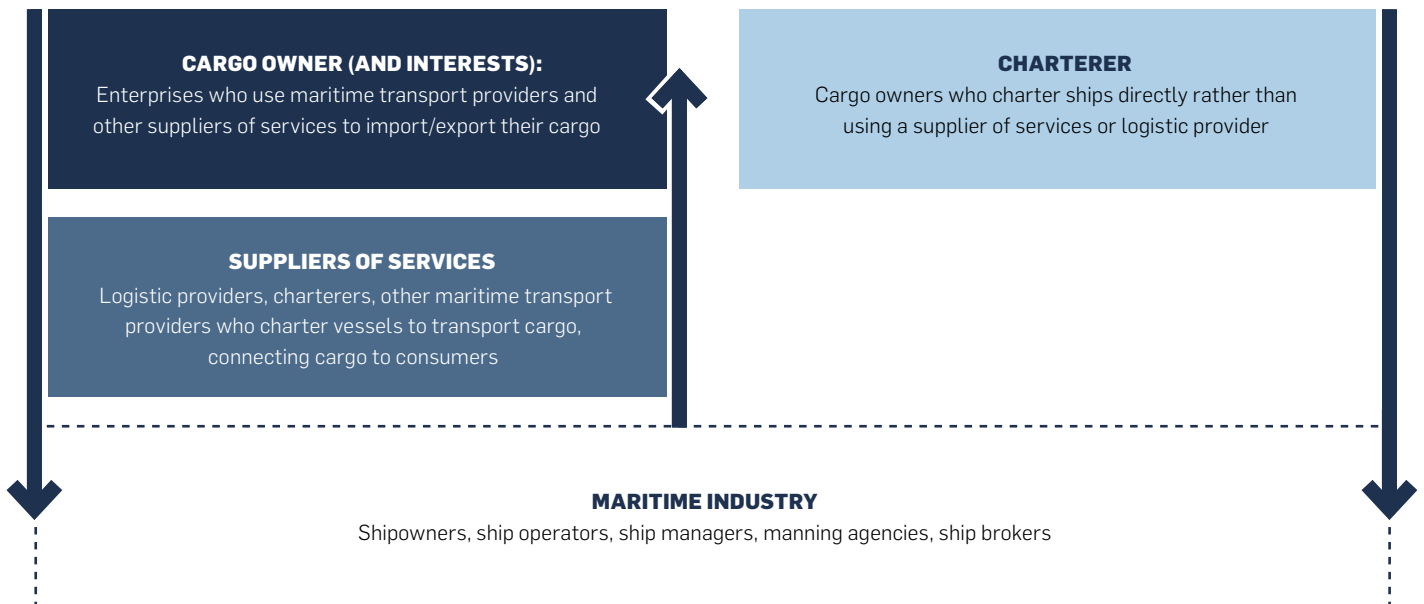 CARGO OWNER (AND INTERESTS):
Enterprises who use maritime transport providers and
other suppliers of services to import/export their cargo
CHARTERER
Cargo owners who charter ships directly rather than
using a supplier of services or logistic provider
SUPPLIERS OF SERVICES
Logistic providers, charterers, other maritime transport
providers who charter vessels to transport cargo,
connecting cargo to consumers
MARITIME INDUSTRY
Shipowners, ship operators, ship managers, manning agencies, ship brokers